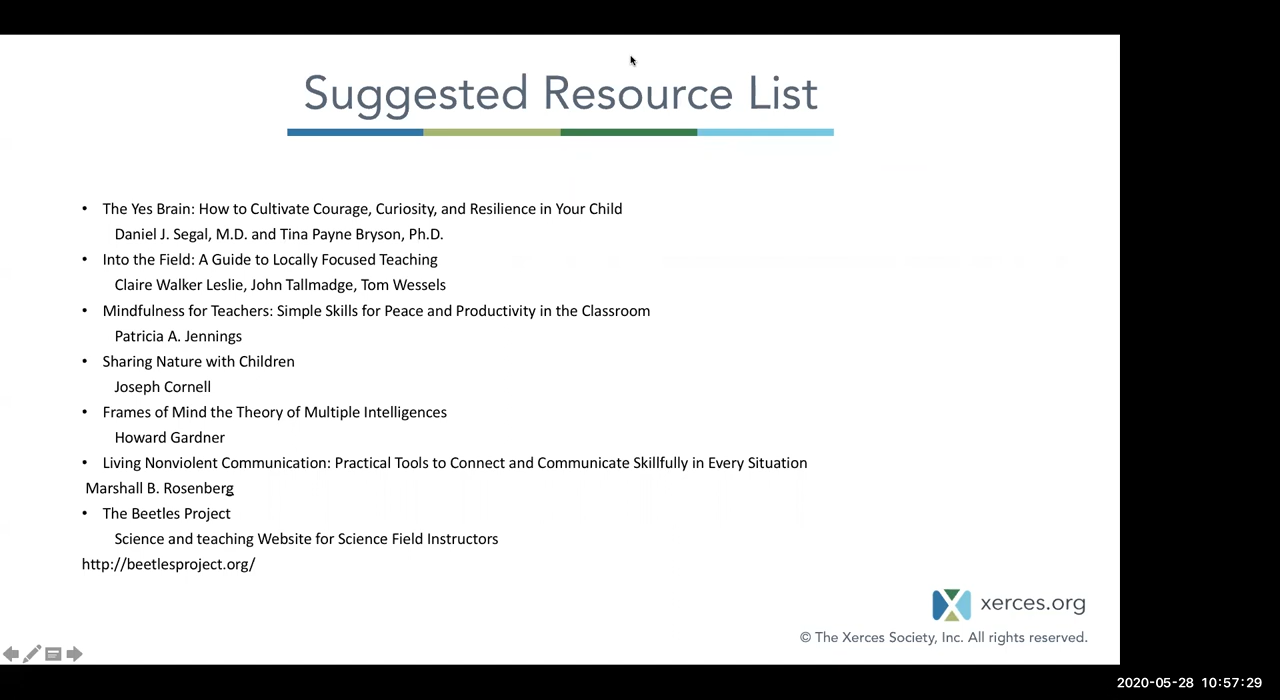 Suggested Resource List
• The Yes Brain: How to Cultivate Courage, Curiosity, and Resilience in Your Child
Daniel J. Segal, M.D. and Tina Payne Bryson, Ph.D.
• Into the Field: A Guide to Locally Focused Teaching
Claire Walker Leslie, John Tallmadge, Tom Wessels
• Mindfulness for Teachers: Simple Skills for Peace and Productivity in the Classroom
Patricia A. Jennings
• Sharing Nature with Children
Joseph Cornell
• Frames of Mind the Theory of Multiple Intelligences
Howard Gardner
• Living Nonviolent Communication: Practical Tools to Connect and Communicate Skillfully in Every Situation
Marshall B. Rosenberg
• The Beetles Project
Science and teaching Website for Science Field Instructors
http://beetlesproject.org/
xerces.org
© The Xerces Society, Inc. All rights reserved.
2020-05-28 10:57:29